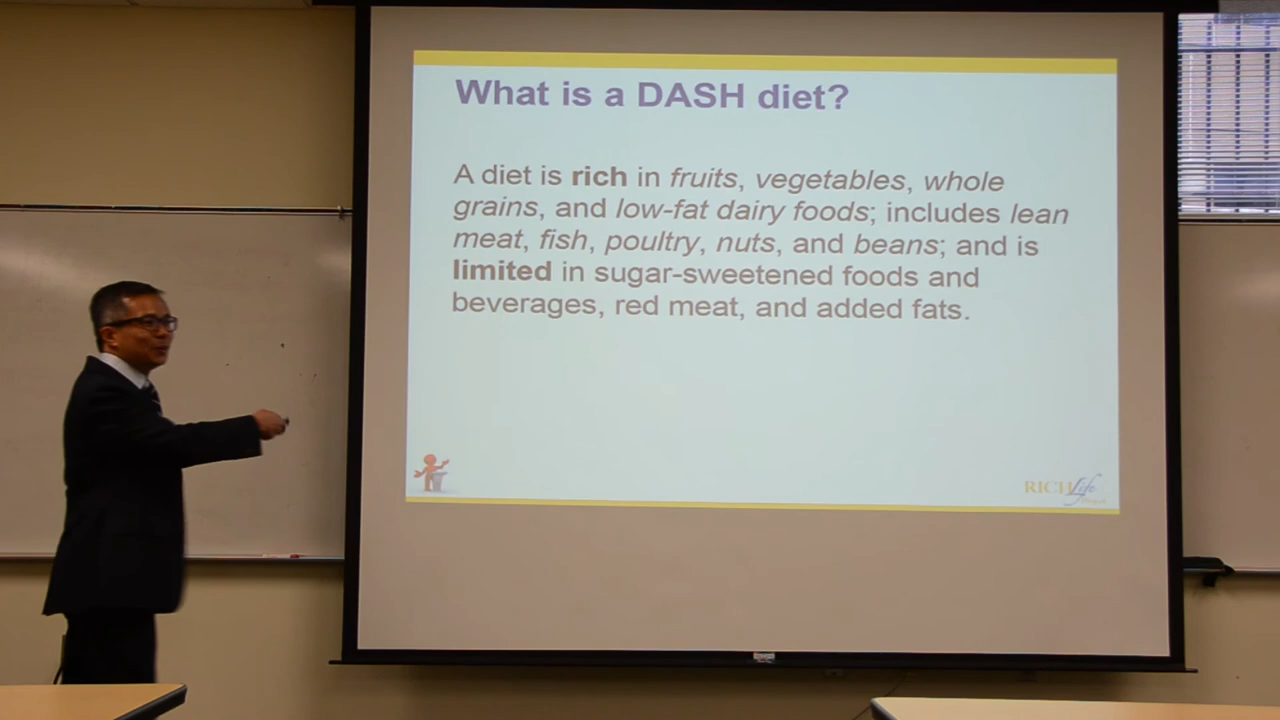 What is a DASH diet?
A diet is rich in fruits, vegetables, whole
grains, and low-fat dairy foods; includes lean
meat, fish, poultry, nuts, and beans; and is
limited in sugar-sweetened foods and
beverages, red meat, and added fats.
RICHLife